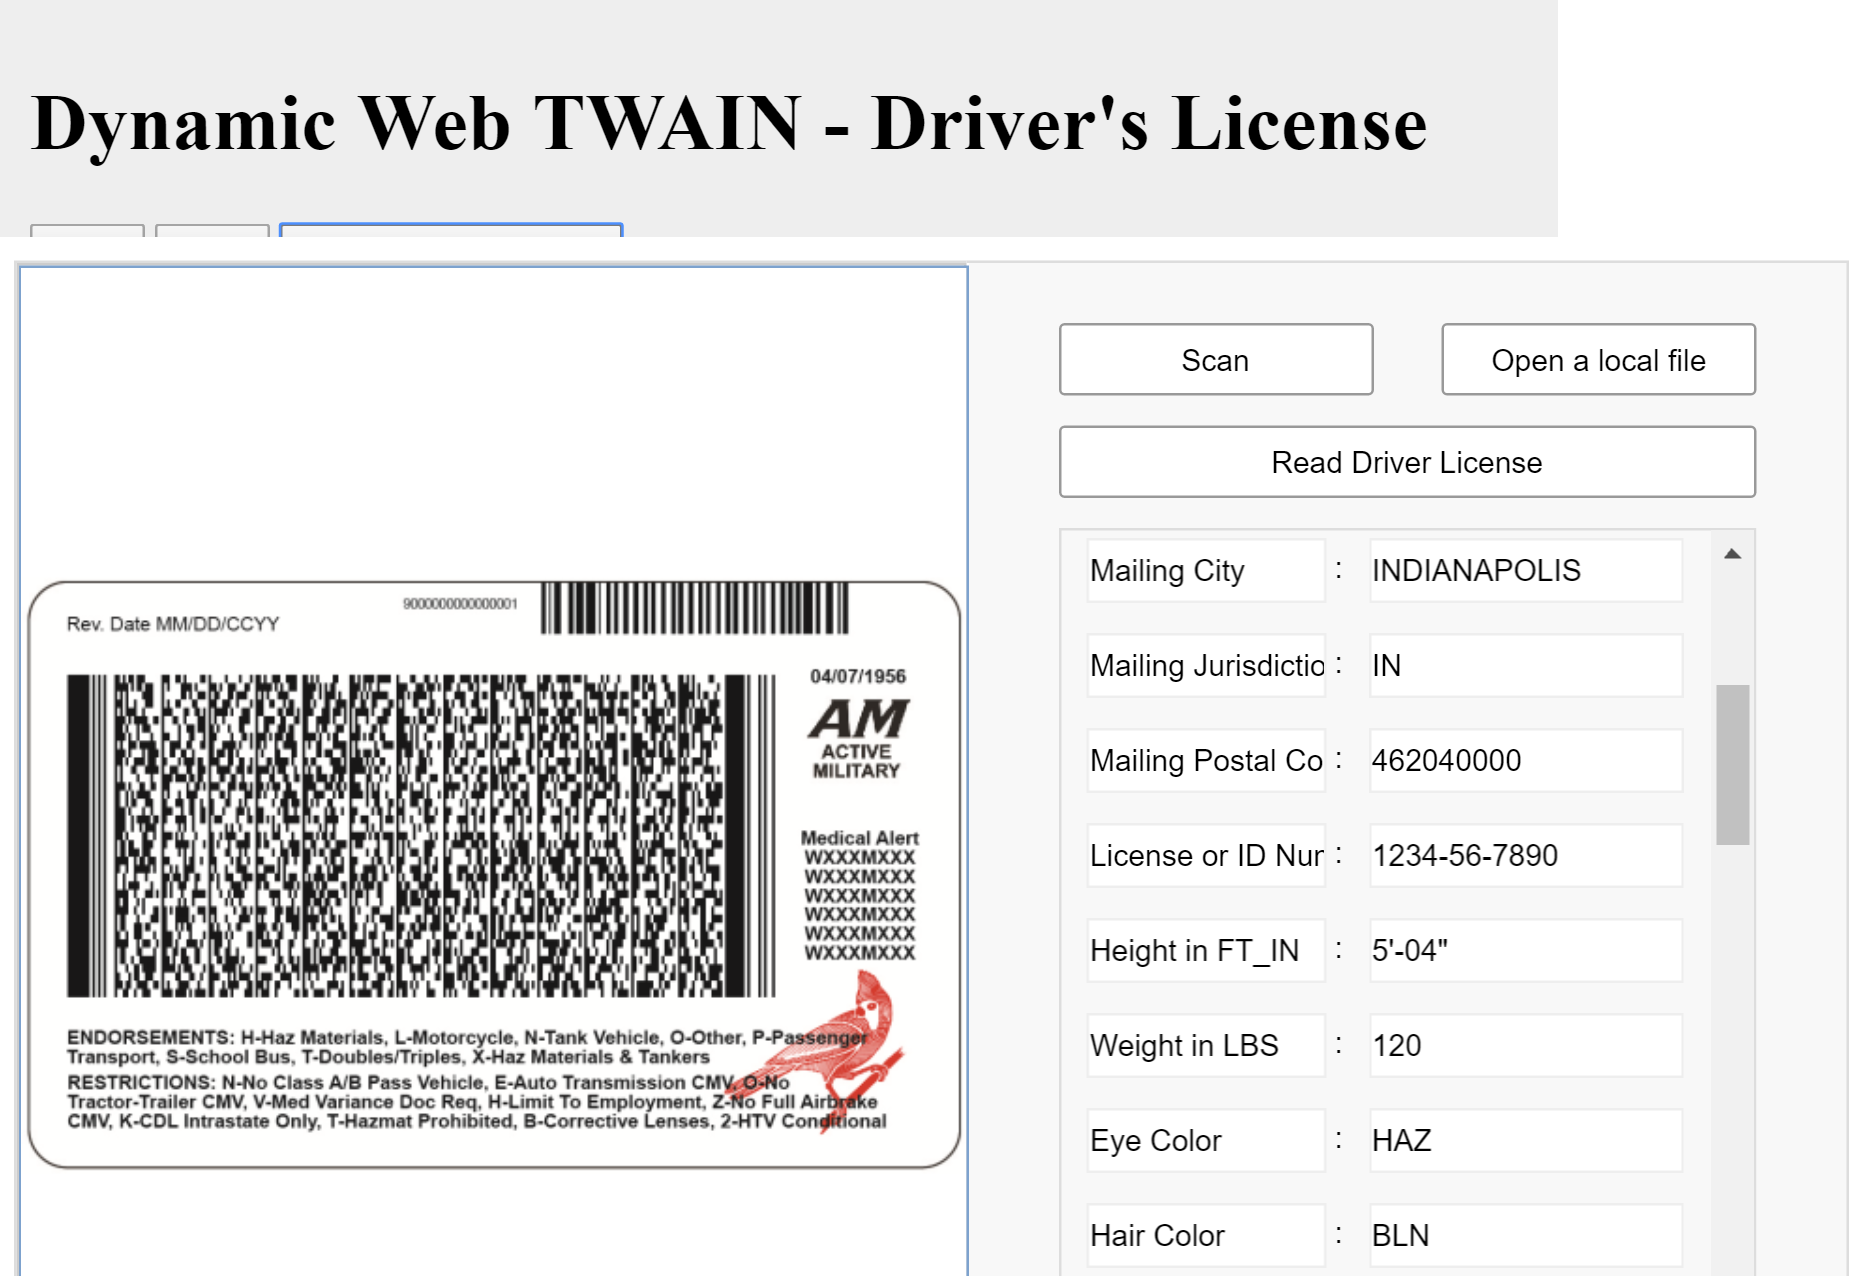 Dynamic Web TWAIN - Driver's License
Rev. Date MM/DD/CCYY
9000000000000001
04/07/1956
AM
ACTIVE
MILITARY
Medical Alert
WXXXMXXX
WXXXMXXX
WXXXMXXX
WXXXMXXX
WXXXMXXX
WXXXMXXX
ENDORSEMENTS: H-Haz Materials, L-Motorcycle, N-Tank Vehicle, O-Other, P-Passenger
Transport, S-School Bus, T-Doubles/Triples, X-Haz Materials & Tankers
RESTRICTIONS: N-No Class A/B Pass Vehicle, E-Auto Transmission CMV, O-No
Tractor-Trailer CMV, V-Med Variance Doc Req, H-Limit To Employment, Z-No Full Airbrake
CMV, K-CDL Intrastate Only, T-Hazmat Prohibited, B-Corrective Lenses, 2-HTV Conditional
Scan
Open a local file
Read Driver License
Mailing City : INDIANAPOLIS
Mailing Jurisdictio : IN
Mailing Postal Co : 462040000
License or ID Nur : 1234-56-7890
Height in FT_IN : 5'-04"
Weight in LBS : 120
Eye Color : HAZ
Hair Color : BLN